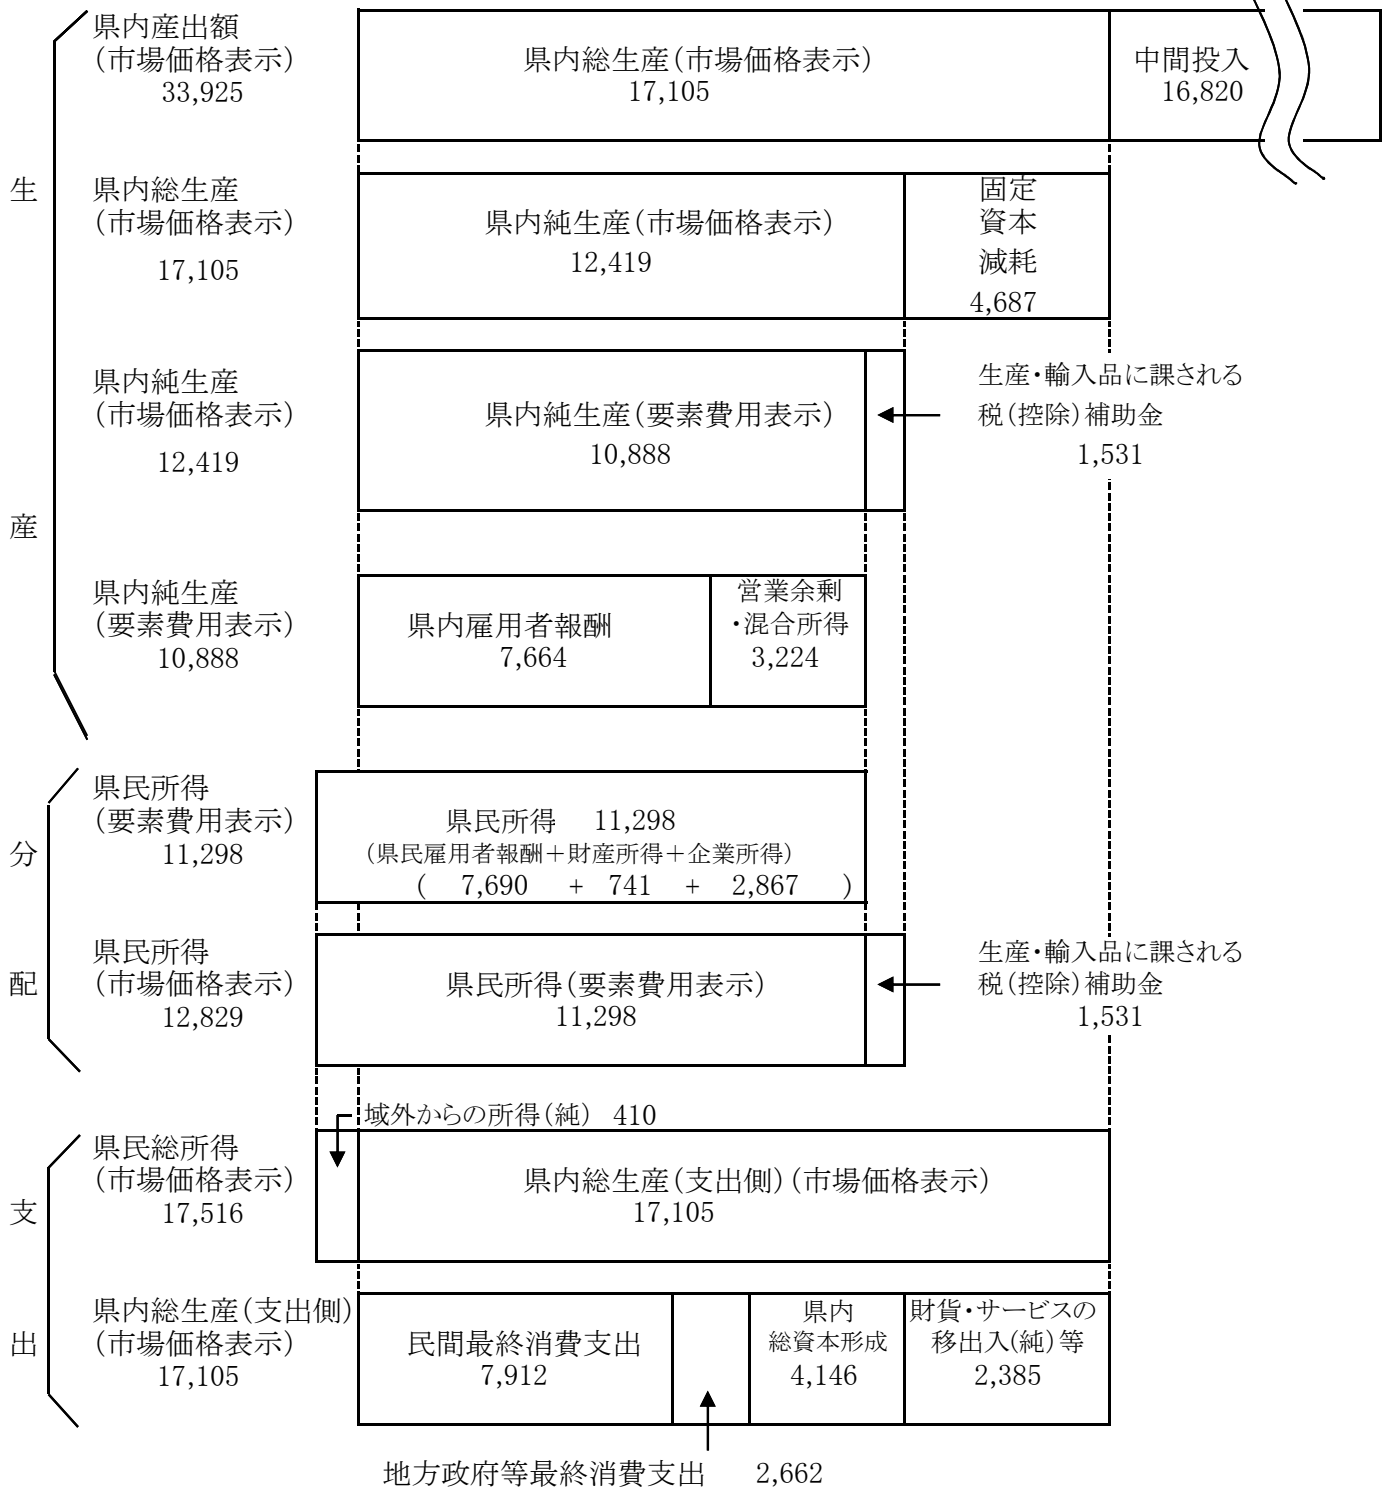 県内産出額
(市場価格表示)
33,925
県内総生産(市場価格表示)
17,105
中間投入
16,820
生
県内総生産
(市場価格表示)
17,105
県内純生産(市場価格表示)
12,419
固定
資本
減耗
4,687
県内純生産
(市場価格表示)
12,419
県内純生産(要素費用表示)
10,888
生産・輸入品に課される
税(控除)補助金
1,531
産
県内純生産
(要素費用表示)
10,888
県内雇用者報酬
7,664
営業余剰
・混合所得
3,224
県民所得
(要素費用表示)
11,298
県民所得 11,298
(県民雇用者報酬+財産所得+企業所得)
( 7,690 + 741 + 2,867 )
分
県民所得
(市場価格表示)
12,829
県民所得(要素費用表示)
11,298
生産・輸入品に課される
税(控除)補助金
1,531
配
域外からの所得(純) 410
県民総所得
(市場価格表示)
17,516
県内総生産(支出側)(市場価格表示)
17,105
支
県内総生産(支出側)
(市場価格表示)
17,105
民間最終消費支出
7,912
県内
総資本形成
4,146
財貨・サービスの
移出入(純)等
2,385
出
地方政府等最終消費支出 2,662